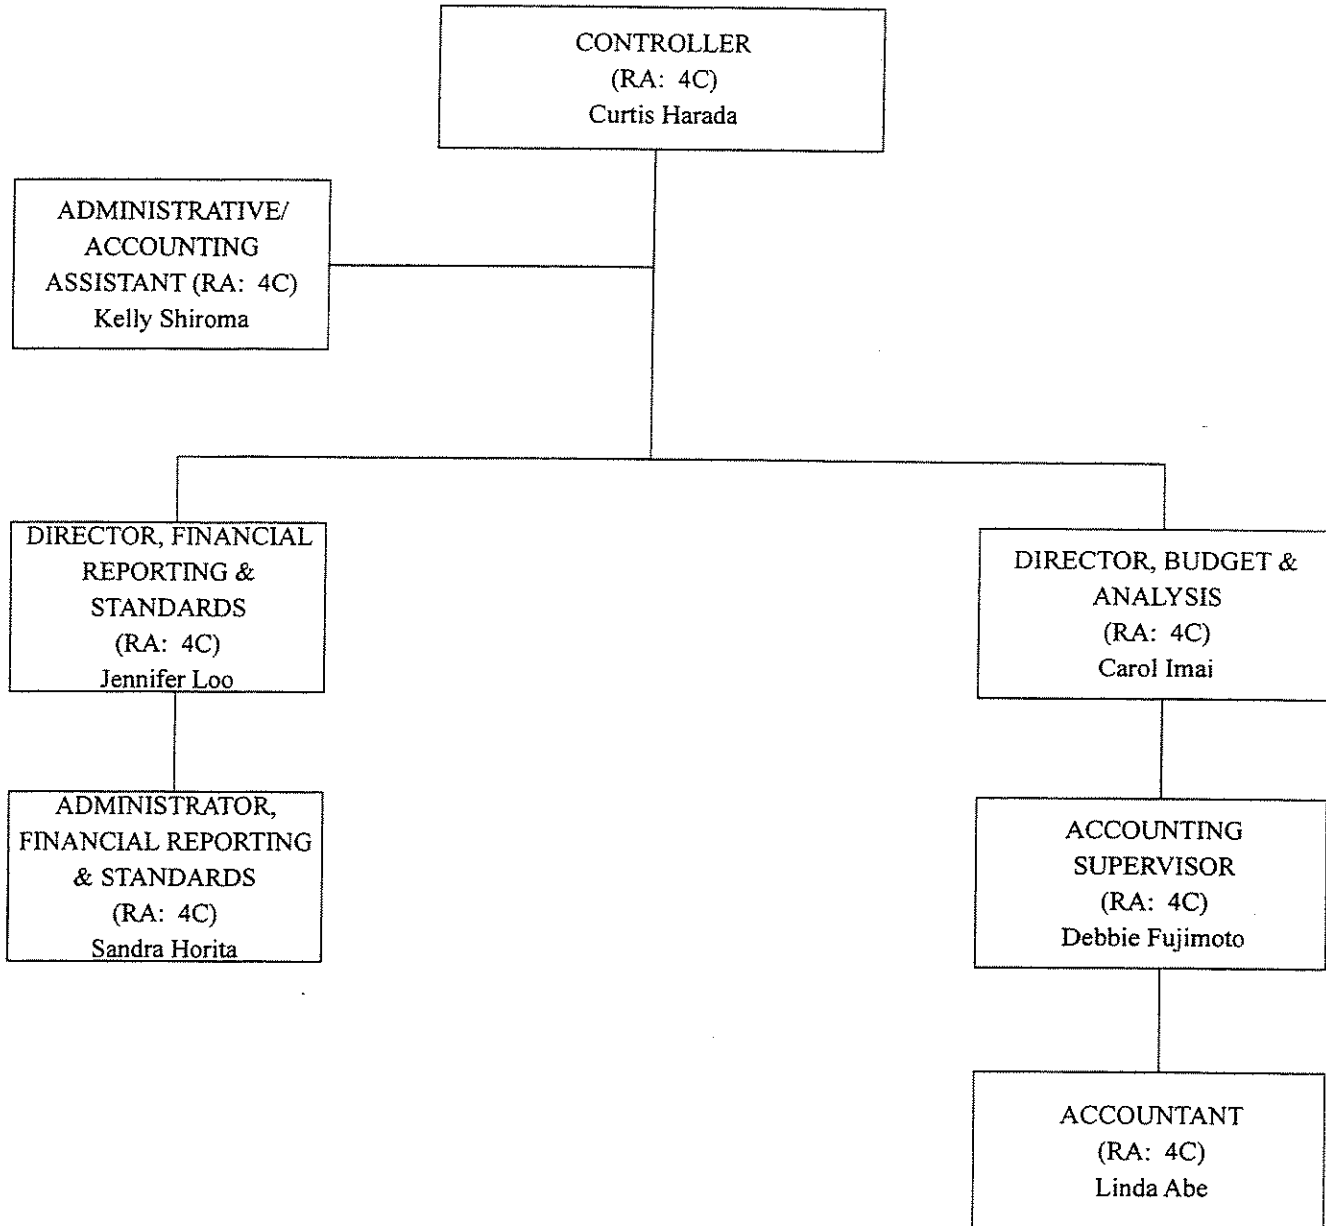 CONTROLLER
(RA: 4C)
Curtis Harada
ADMINISTRATIVE/
ACCOUNTING
ASSISTANT (RA: 4C)
Kelly Shiroma
DIRECTOR, FINANCIAL
REPORTING &
STANDARDS
(RA: 4C)
Jennifer Loo
DIRECTOR, BUDGET &
ANALYSIS
(RA: 4C)
Carol Imai
ADMINISTRATOR,
FINANCIAL REPORTING
& STANDARDS
(RA: 4C)
Sandra Horita
ACCOUNTING
SUPERVISOR
(RA: 4C)
Debbie Fujimoto
ACCOUNTANT
(RA: 4C)
Linda Abe